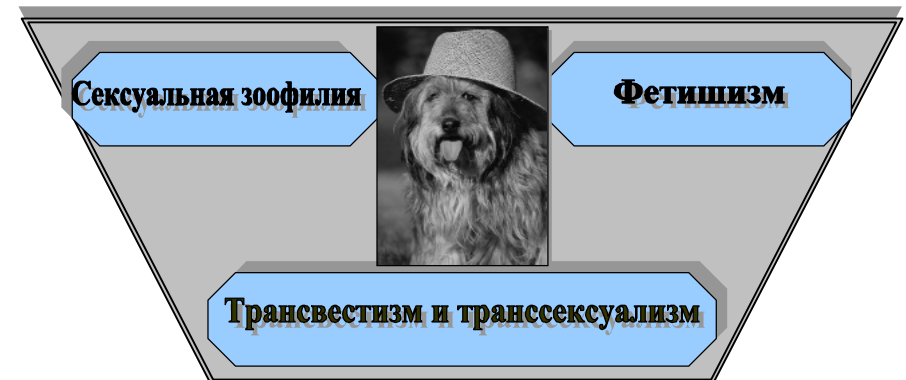 Сексуальная зоофилия
Фетишизм
Трансвестизм и транссексуализм